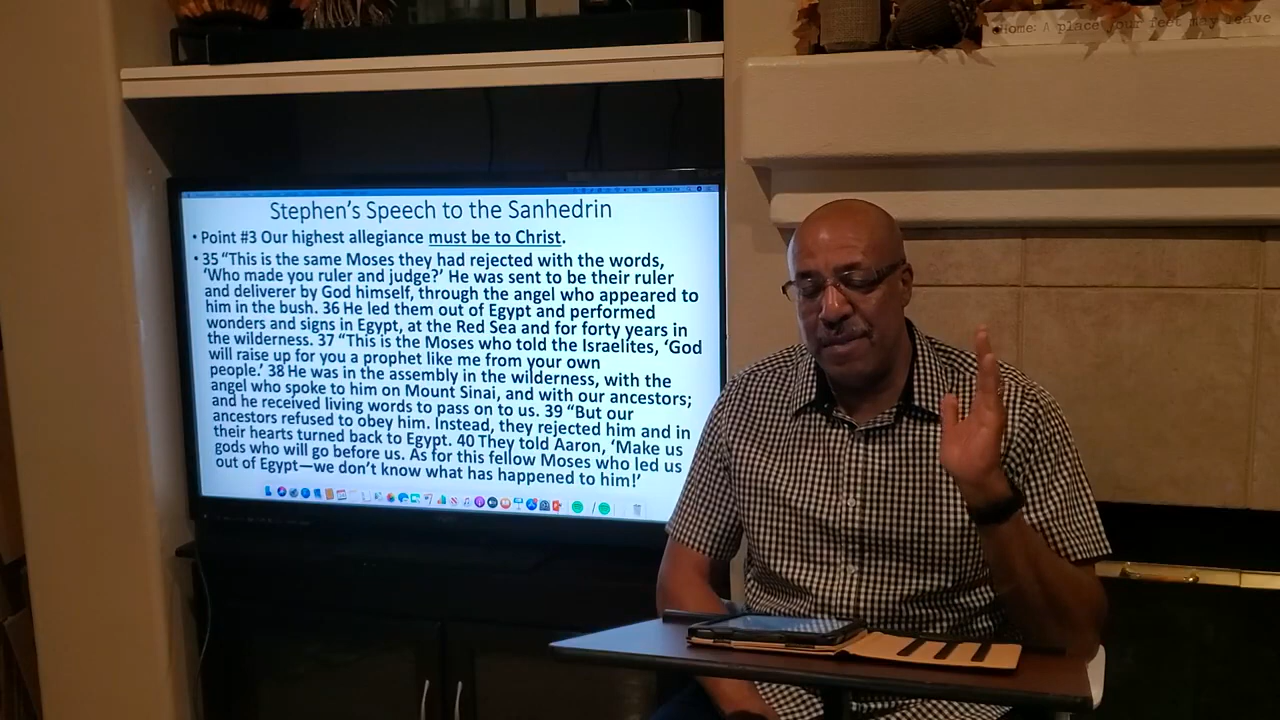 Home: A place your feet may leave
Stephen's Speech to the Sanhedrin
• Point #3 Our highest allegiance must be to Christ.
• 35 “This is the same Moses they had rejected with the words,
‘Who made you ruler and judge?’ He was sent to be their ruler
and deliverer by God himself, through the angel who appeared to
him in the bush. 36 He led them out of Egypt and performed
wonders and signs in Egypt, at the Red Sea and for forty years in
the wilderness. 37 “This is the Moses who told the Israelites, ‘God
will raise up for you a prophet like me from your own
people.’ 38 He was in the assembly in the wilderness, with the
angel who spoke to him on Mount Sinai, and with our ancestors;
and he received living words to pass on to us. 39 “But our
ancestors refused to obey him. Instead, they rejected him and in
their hearts turned back to Egypt. 40 They told Aaron, ‘Make us
gods who will go before us. As for this fellow Moses who led us
out of Egypt—we don’t know what has happened to him!’